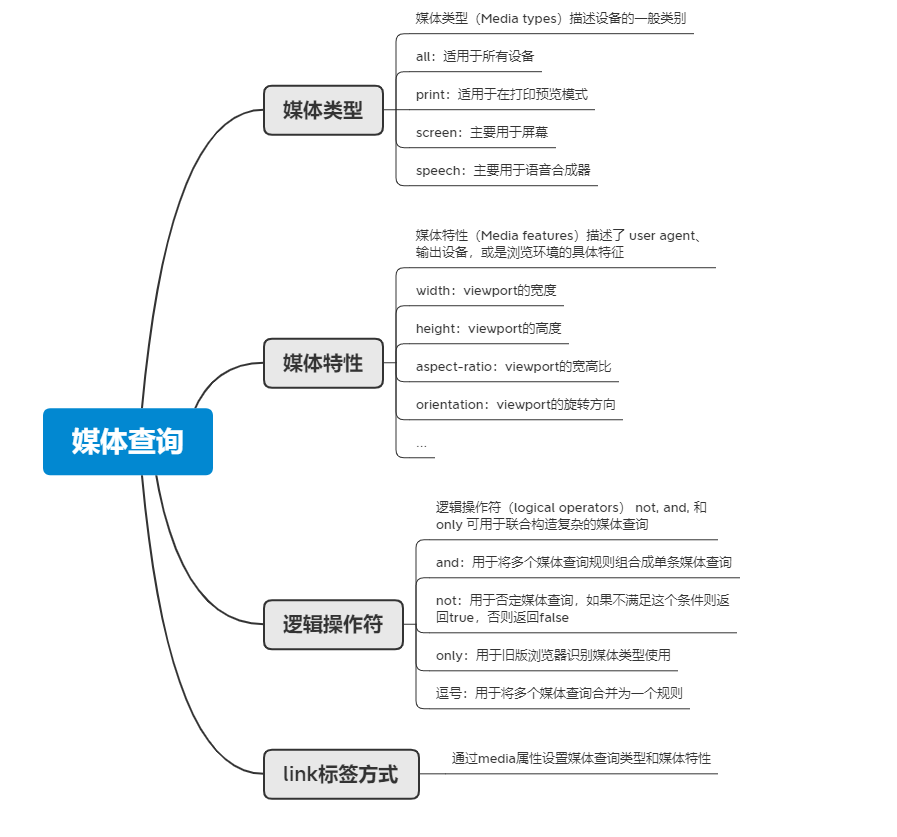 媒体查询
媒体类型
媒体类型（Media types）描述设备的一般类别
all：适用于所有设备
print：适用于在打印预览模式
screen：主要用于屏幕
speech：主要用于语音合成器
媒体特性
媒体特性（Media features）描述了 user agent、
输出设备，或是浏览环境的具体特征
width：viewport的宽度
height：viewport的高度
aspect-ratio：viewport的宽高比
orientation：viewport的旋转方向
...
逻辑操作符
逻辑操作符（logical operators） not, and, 和
only 可用于联合构造复杂的媒体查询
and：用于将多个媒体查询规则组合成单条媒体查询
not：用于否定媒体查询，如果不满足这个条件则返
回true，否则返回false
only：用于旧版浏览器识别媒体类型使用
逗号：用于将多个媒体查询合并为一个规则
link标签方式
通过media属性设置媒体查询类型和媒体特性